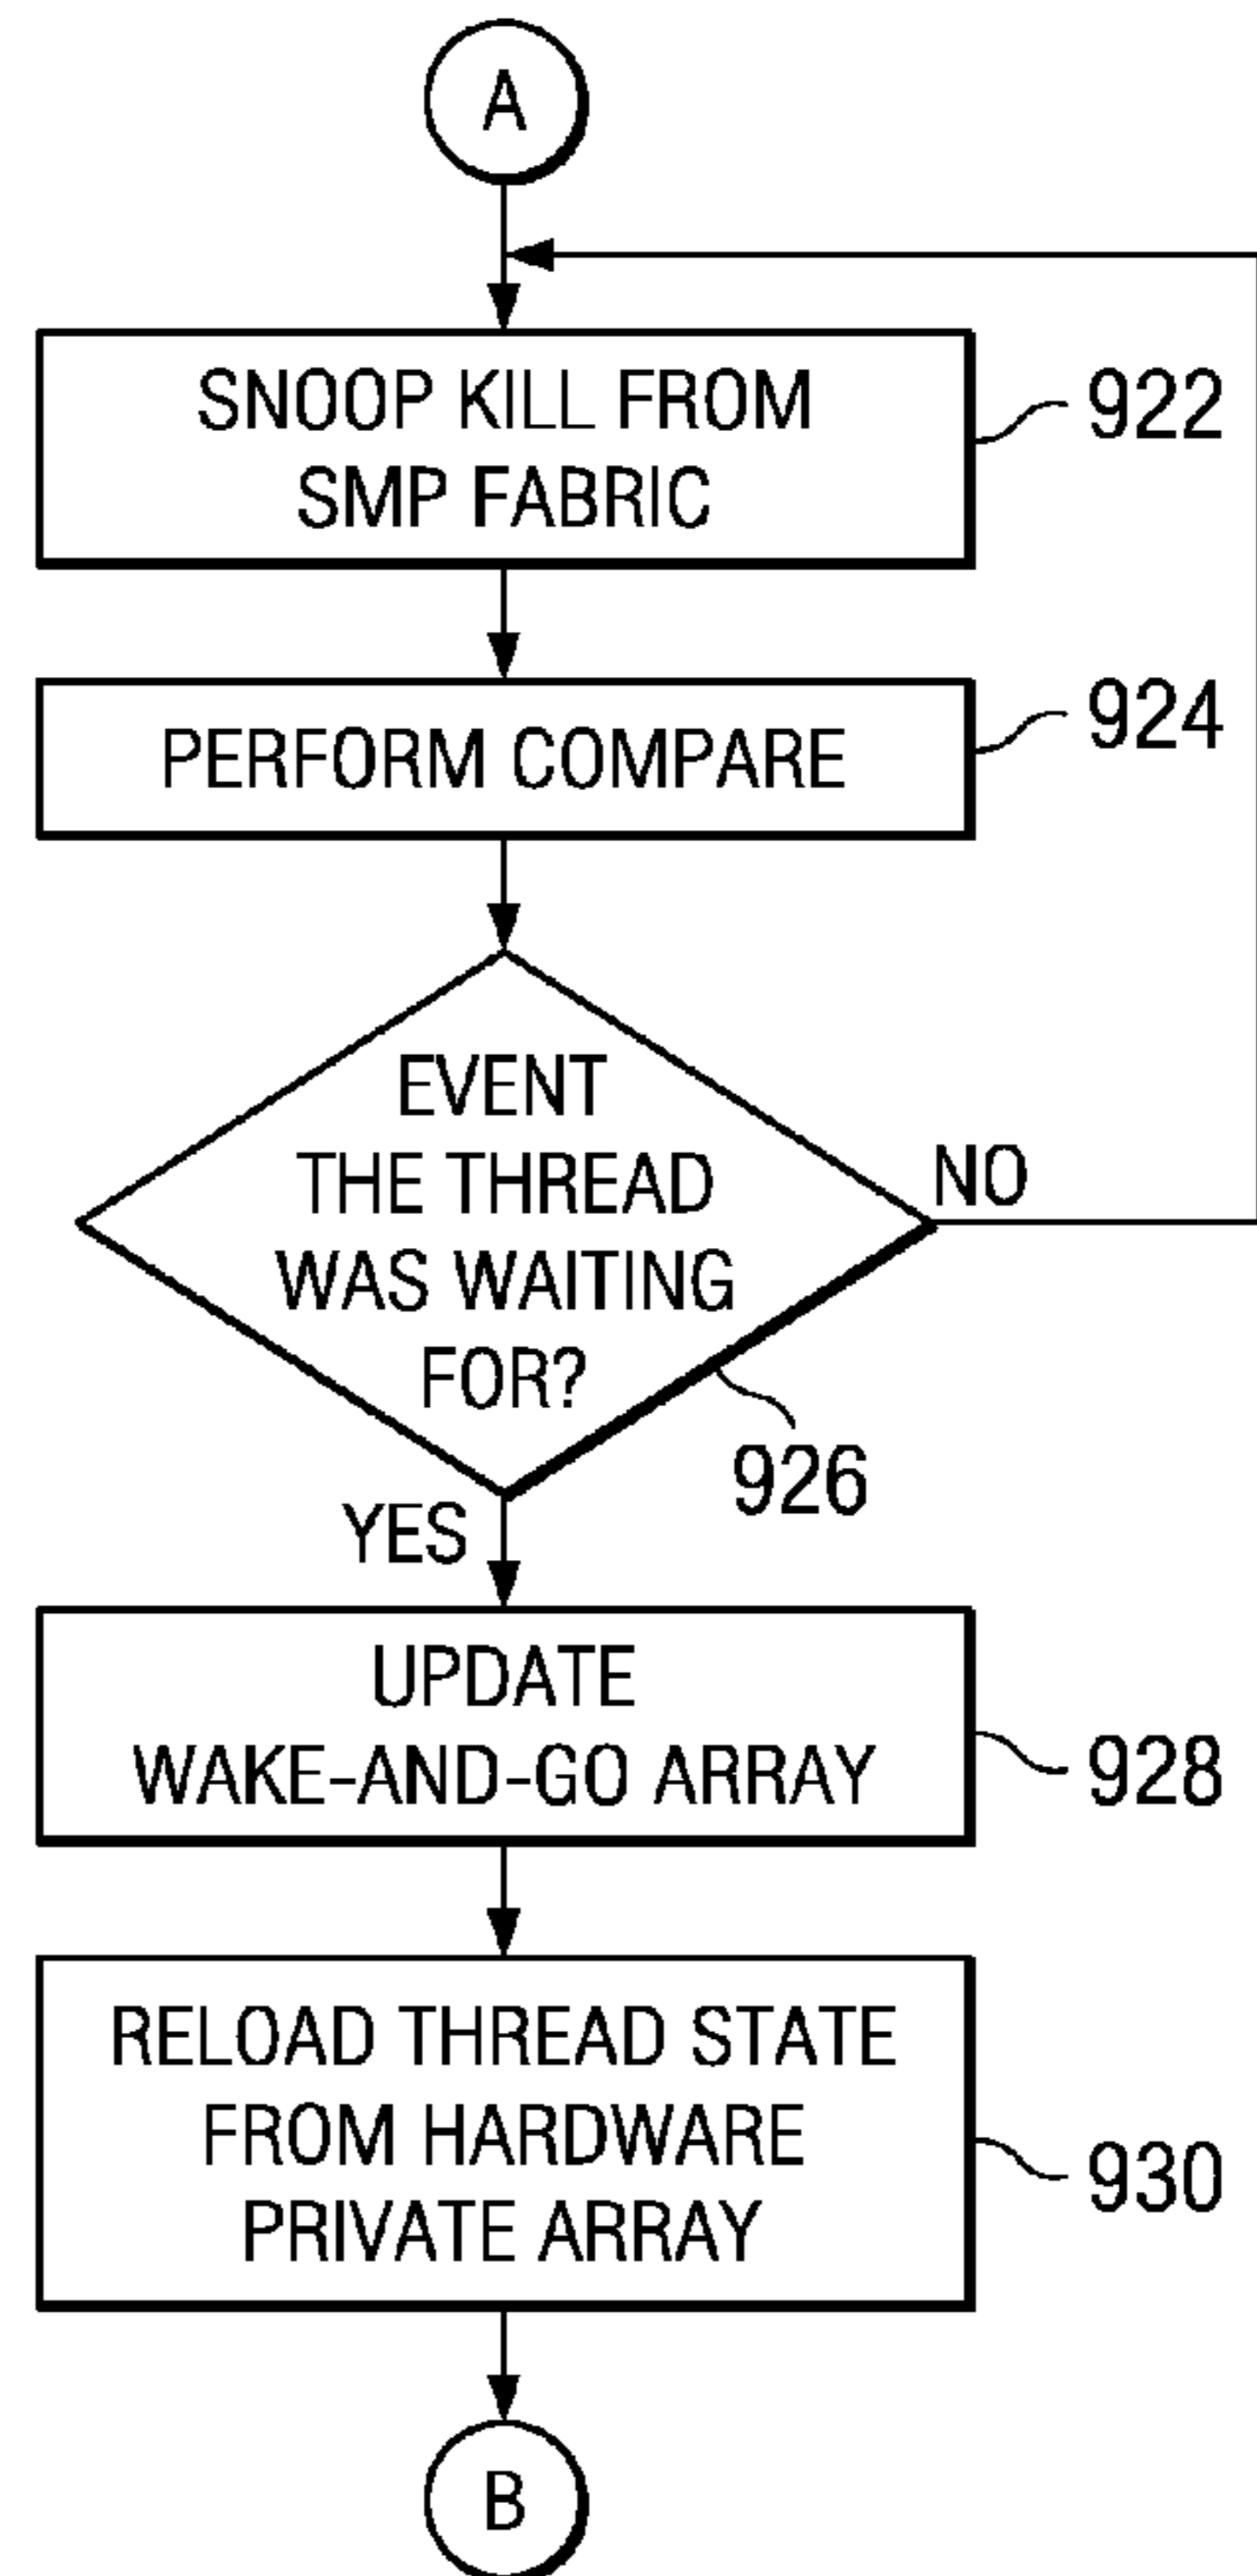 A
SNOOP KILL FROM
SMP FABRIC
922
PERFORM COMPARE
924
EVENT
THE THREAD
WAS WAITING
FOR?
NO
926
YES
UPDATE
WAKE-AND-GO ARRAY
928
RELOAD THREAD STATE
FROM HARDWARE
PRIVATE ARRAY
930
B